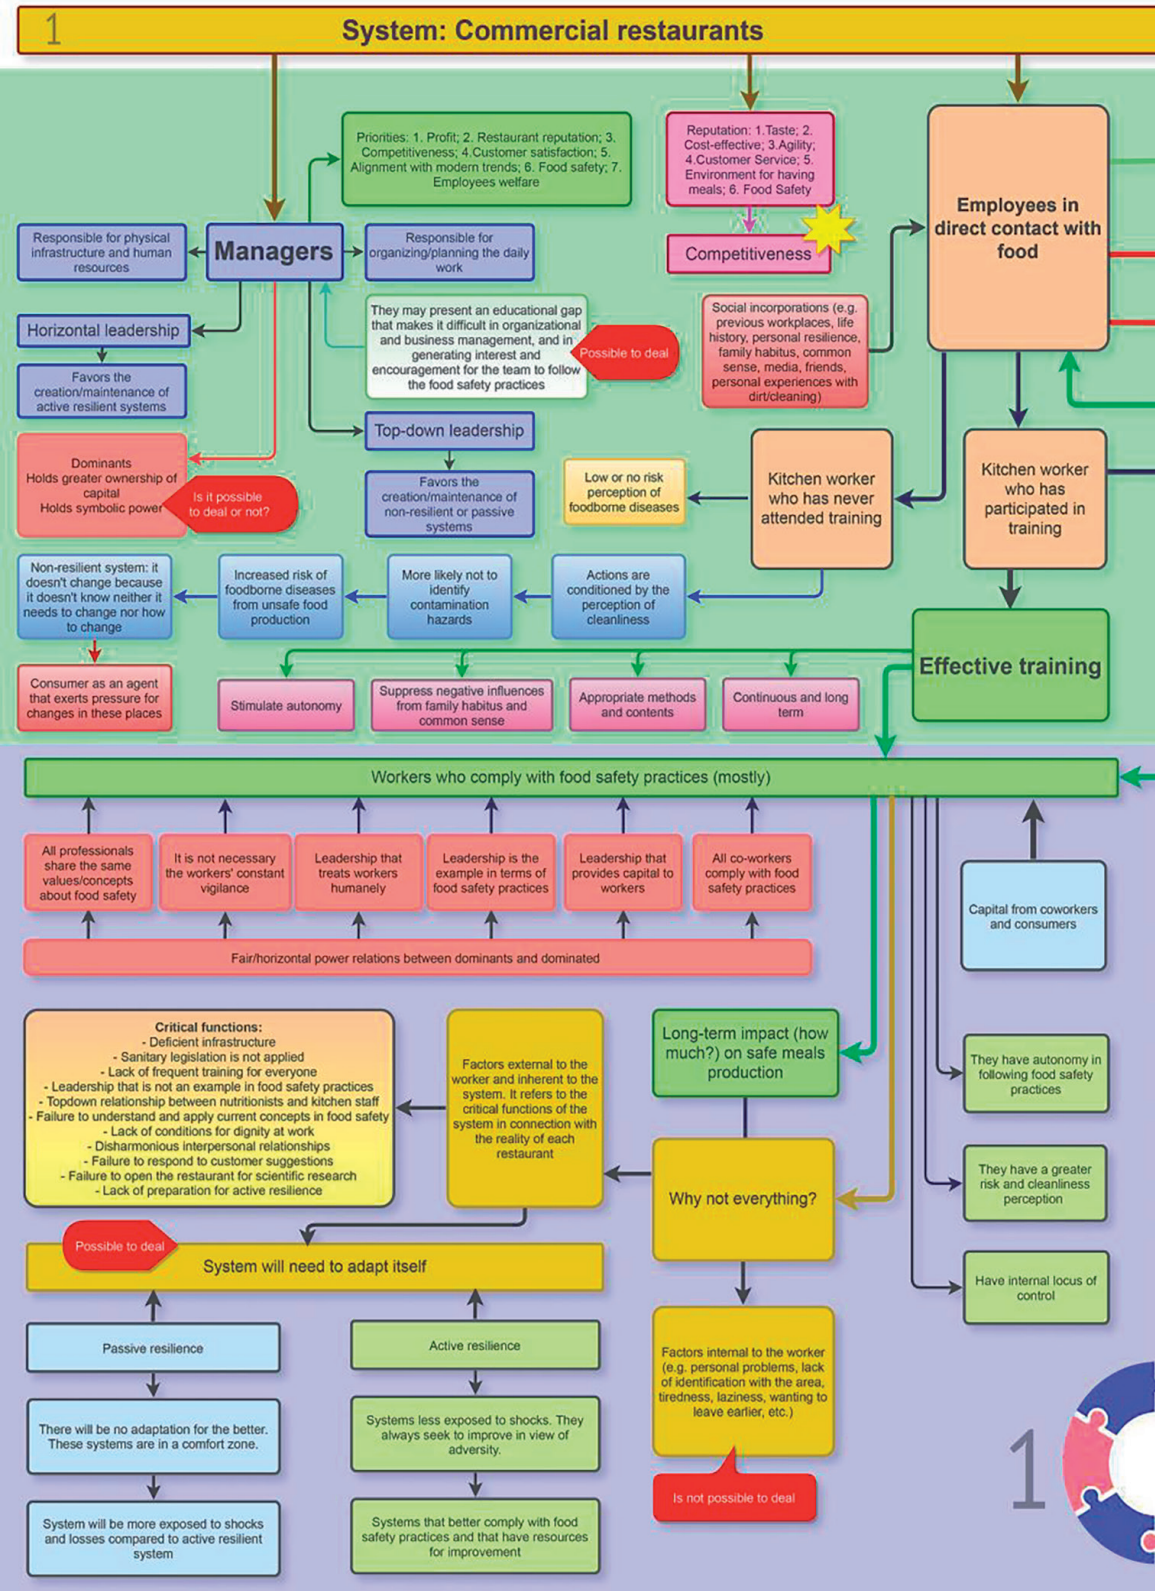 1
System: Commercial restaurants
Priorities: 1. Profit; 2. Restaurant reputation; 3.
Competitiveness; 4.Customer satisfaction; 5.
Alignment with modern trends; 6. Food safety; 7.
Employees welfare
Reputation: 1.Taste; 2.
Cost-effective; 3.Agility;
4.Customer Service; 5.
Environment for having
meals; 6. Food Safety
Employees in
direct contact with
food
Responsible for physical
infrastructure and human
resources
Managers
Responsible for
organizing/planning the daily
work
Competitiveness
Horizontal leadership
They may present an educational gap
that makes it difficult in organizational
and business management, and in
generating interest and
encouragement for the team to follow
the food safety practices
Possible to deal
Social incorporations (e.g.
previous workplaces, life
history, personal resilience,
family habitus, common
sense, media, friends,
personal experiences with
dirt/cleaning)
Favors the
creation/maintenance of
active resilient systems
Top-down leadership
Dominants
Holds greater ownership of
capital
Holds symbolic power
Is it possible
to deal or not?
Favors the
creation/maintenance of
non-resilient or passive
systems
Low or no risk
perception of
foodborne diseases
Kitchen worker
who has never
attended training
Kitchen worker
who has
participated in
training
Non-resilient system: it
doesn't change because
it doesn't know neither it
needs to change nor how
to change
Increased risk of
foodborne diseases
from unsafe food
production
More likely not to
identify
contamination
hazards
Actions are
conditioned by the
perception of
cleanliness
Effective training
Consumer as an agent
that exerts pressure for
changes in these places
Stimulate autonomy
Suppress negative influences
from family habitus and
common sense
Appropriate methods
and contents
Continuous and long
term
Workers who comply with food safety practices (mostly)
All professionals
share the same
values/concepts
about food safety
It is not necessary
the workers' constant
vigilance
Leadership that
treats workers
humanely
Leadership is the
example in terms of
food safety practices
Leadership that
provides capital to
workers
All co-workers
comply with food
safety practices
Capital from coworkers
and consumers
Fair/horizontal power relations between dominants and dominated
Critical functions:
- Deficient infrastructure
- Sanitary legislation is not applied
- Lack of frequent training for everyone
- Leadership that is not an example in food safety practices
- Topdown relationship between nutritionists and kitchen staff
- Failure to understand and apply current concepts in food safety
- Lack of conditions for dignity at work
- Disharmonious interpersonal relationships
- Failure to respond to customer suggestions
- Failure to open the restaurant for scientific research
- Lack of preparation for active resilience
Factors external to the
worker and inherent to the
system. It refers to the
critical functions of the
system in connection with
the reality of each
restaurant
Long-term impact (how
much?) on safe meals
production
They have autonomy in
following food safety
practices
Why not everything?
They have a greater
risk and cleanliness
perception
Possible to deal
System will need to adapt itself
Have internal locus of
control
Passive resilience
Active resilience
Factors internal to the worker
(e.g. personal problems, lack
of identification with the area,
tiredness, laziness, wanting to
leave earlier, etc.)
There will be no adaptation for the better.
These systems are in a comfort zone.
Systems less exposed to shocks. They
always seek to improve in view of
adversity.
Is not possible to deal
System will be more exposed to shocks
and losses compared to active resilient
system
Systems that better comply with food
safety practices and that have resources
for improvement
1